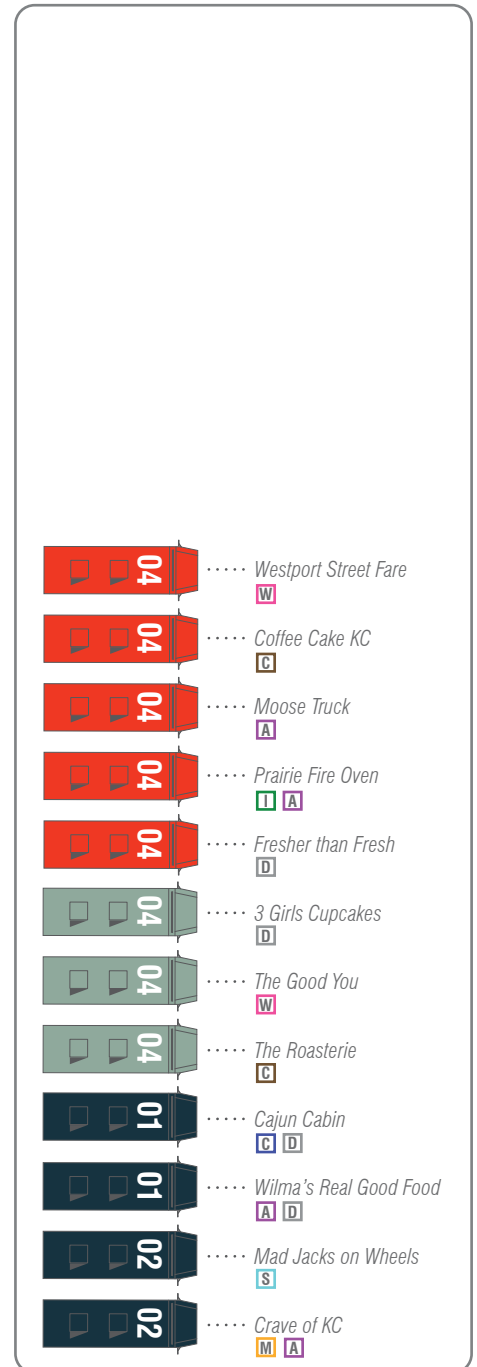 04 Westport Street Fare
W
04 Coffee Cake KC
C
04 Moose Truck
A
04 Prairie Fire Oven
I A
04 Fresher than Fresh
D
04 3 Girls Cupcakes
D
04 The Good You
W
04 The Roasterie
C
01 Cajun Cabin
C D
01 Wilma's Real Good Food
A D
02 Mad Jacks on Wheels
S
02 Crave of KC
M A